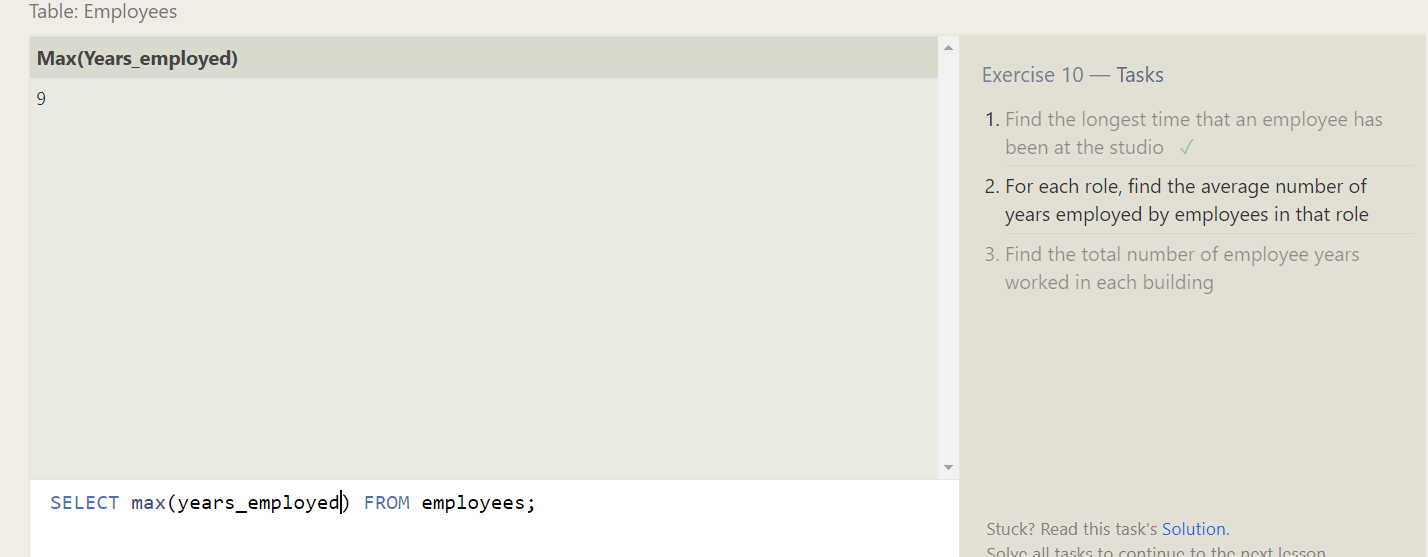 Table: Employees
Max(Years_employed)
9
SELECT max(years_employed) FROM employees;
Exercise 10 — Tasks
1. Find the longest time that an employee has
been at the studio ✓
2. For each role, find the average number of
years employed by employees in that role
3. Find the total number of employee years
worked in each building
Stuck? Read this task's Solution.
Solve all tasks to continue to the next lesson.